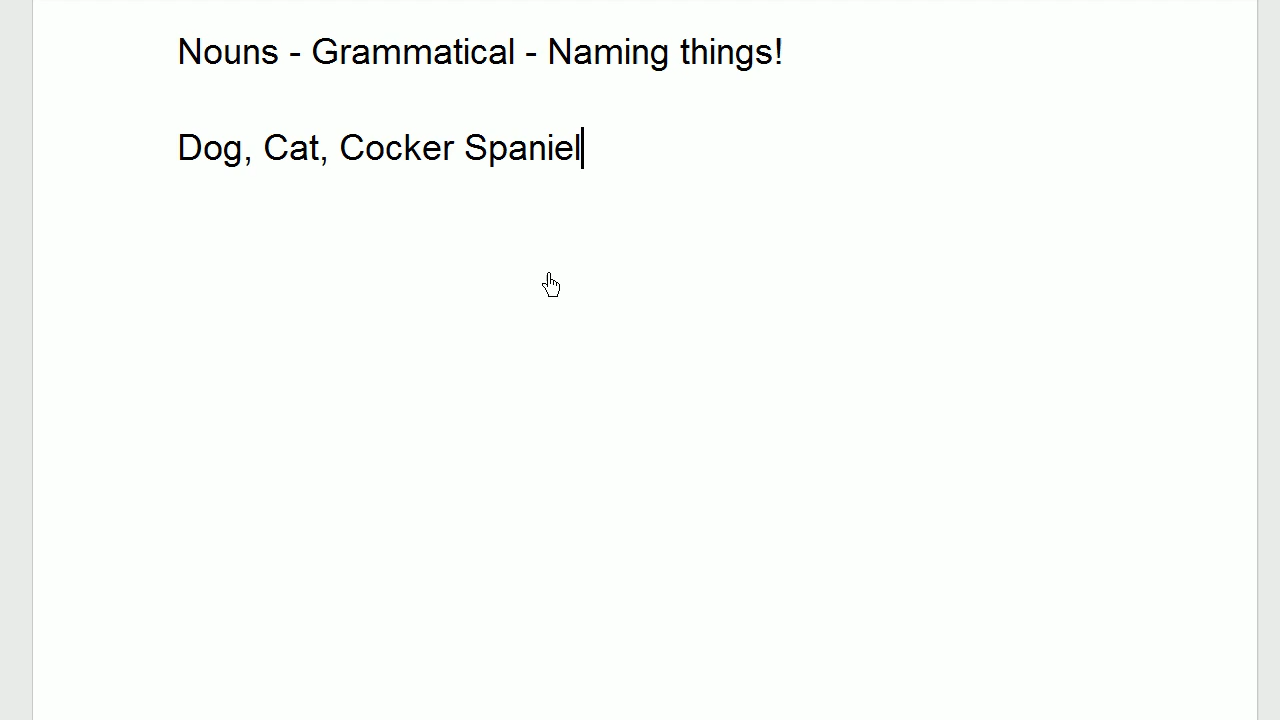 Nouns - Grammatical - Naming things!
Dog, Cat, Cocker Spaniel